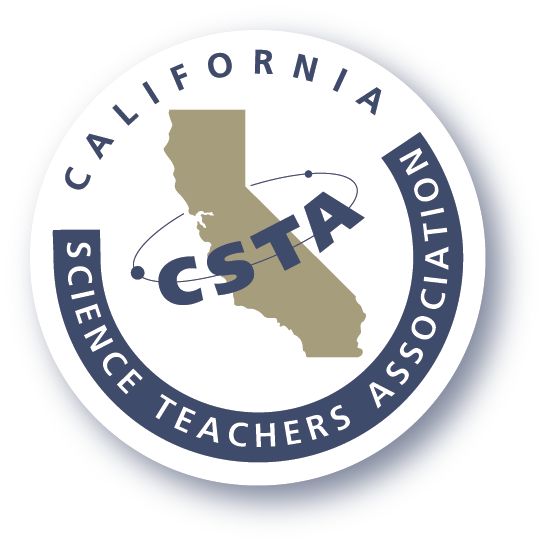 CALIFORNIA
CSTA
SCIENCE TEACHERS ASSOCIATION